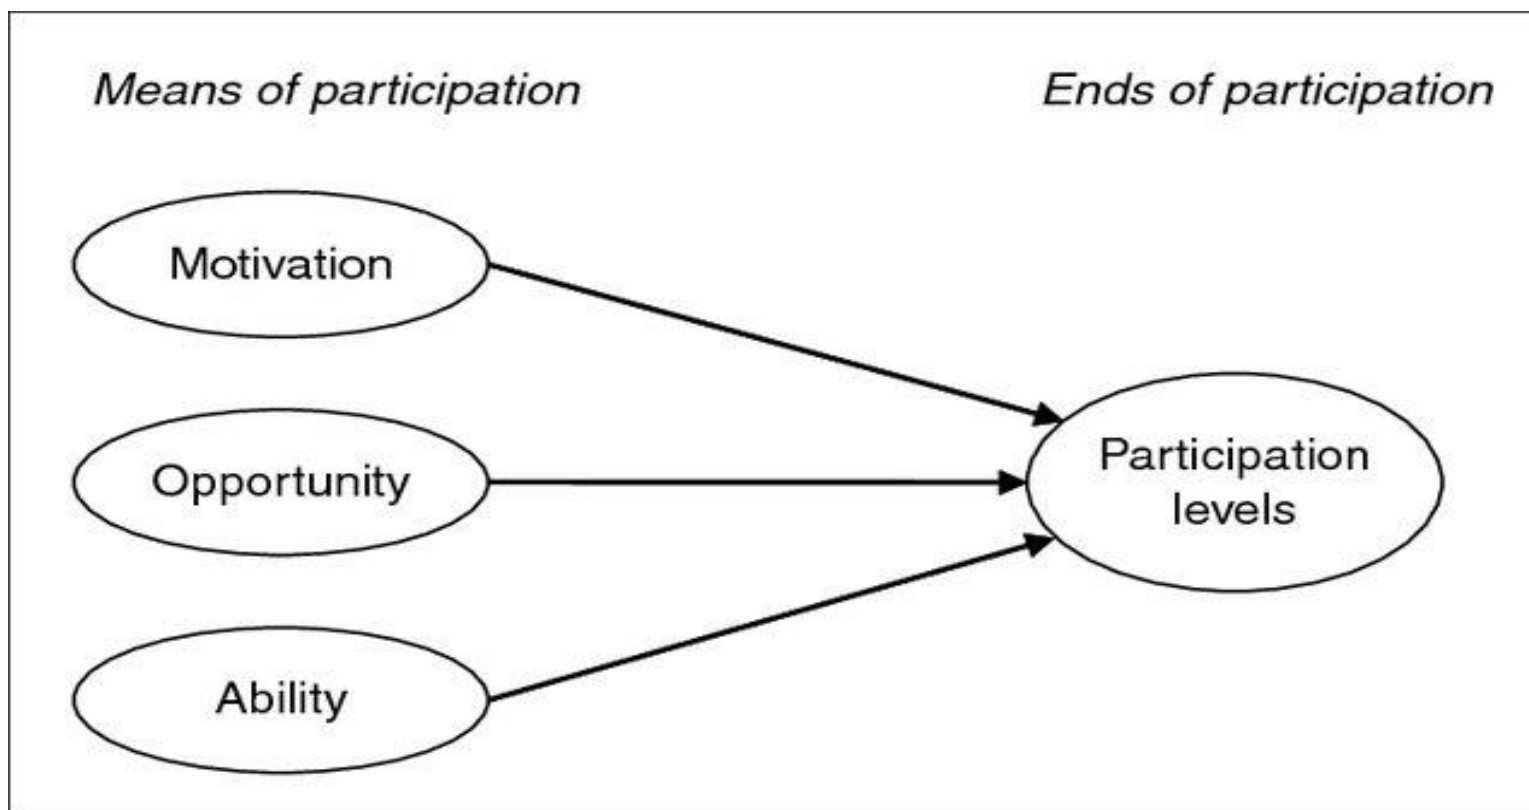 Means of participation
Ends of participation
Motivation
Opportunity
Participation
levels
Ability